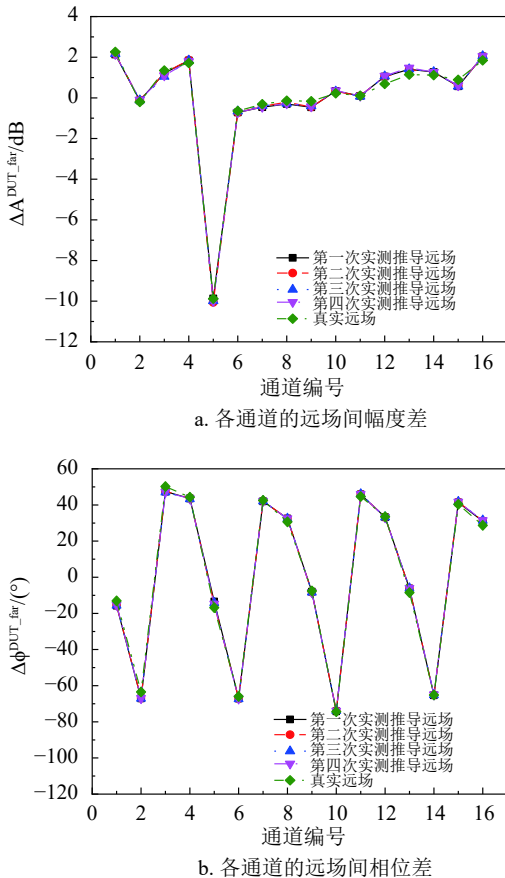 4
2
0
−2
−4
−6
−8
−10
−12
ΔA^DUT_far/dB
第一次实测推导远场
第二次实测推导远场
第三次实测推导远场
第四次实测推导远场
真实远场
0 2 4 6 8 10 12 14 16
通道编号
a. 各通道的远场间幅度差
60
40
20
0
−20
−40
−60
−80
−100
−120
Δϕ^DUT_far/(°)
第一次实测推导远场
第二次实测推导远场
第三次实测推导远场
第四次实测推导远场
真实远场
0 2 4 6 8 10 12 14 16
通道编号
b. 各通道的远场间相位差